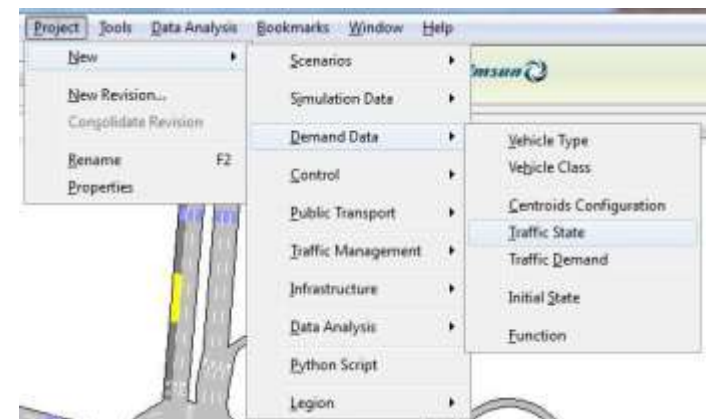 Project Tools Data Analysis Bookmarks Window Help
New
New Revision...
Consolidate Revision
Rename F2
Properties
Scenarios
Simulation Data
Demand Data
Control
Public Transport
Traffic Management
Infrastructure
Data Analysis
Python Script
Legion
Vehicle Type
Vehicle Class
Centroids Configuration
Traffic State
Traffic Demand
Initial State
Function